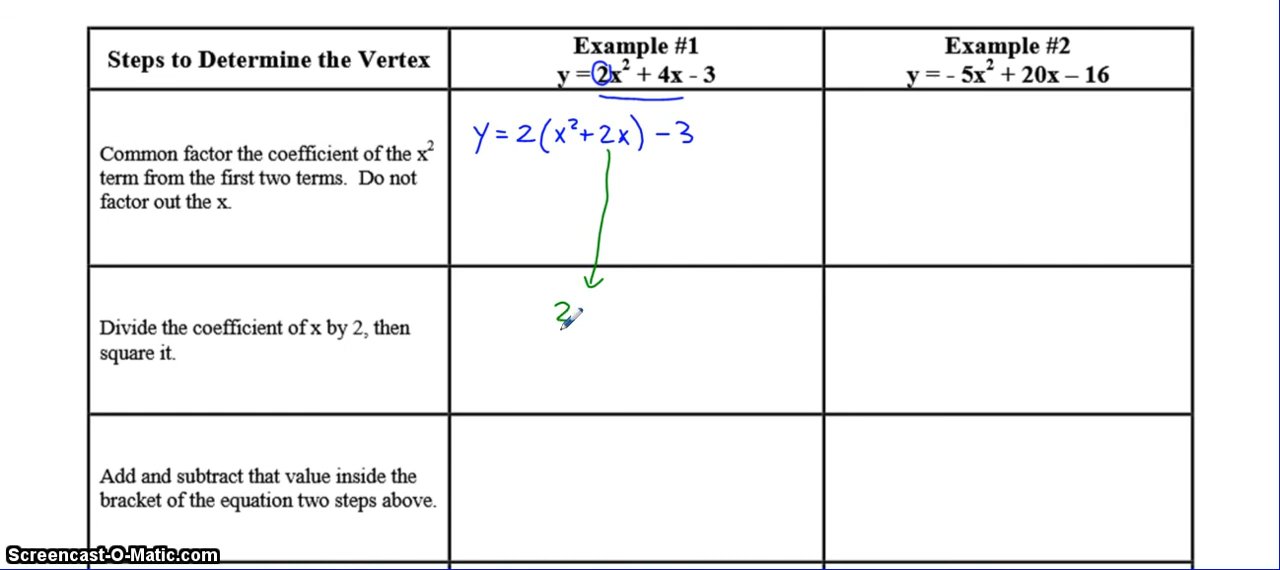 Steps to Determine the Vertex
Example #1
y = 2x² + 4x - 3
Example #2
y = - 5x² + 20x – 16
Common factor the coefficient of the x²
term from the first two terms. Do not
factor out the x.
y = 2(x² + 2x) - 3
Divide the coefficient of x by 2, then
square it.
2
Add and subtract that value inside the
bracket of the equation two steps above.
Screencast-O-Matic.com